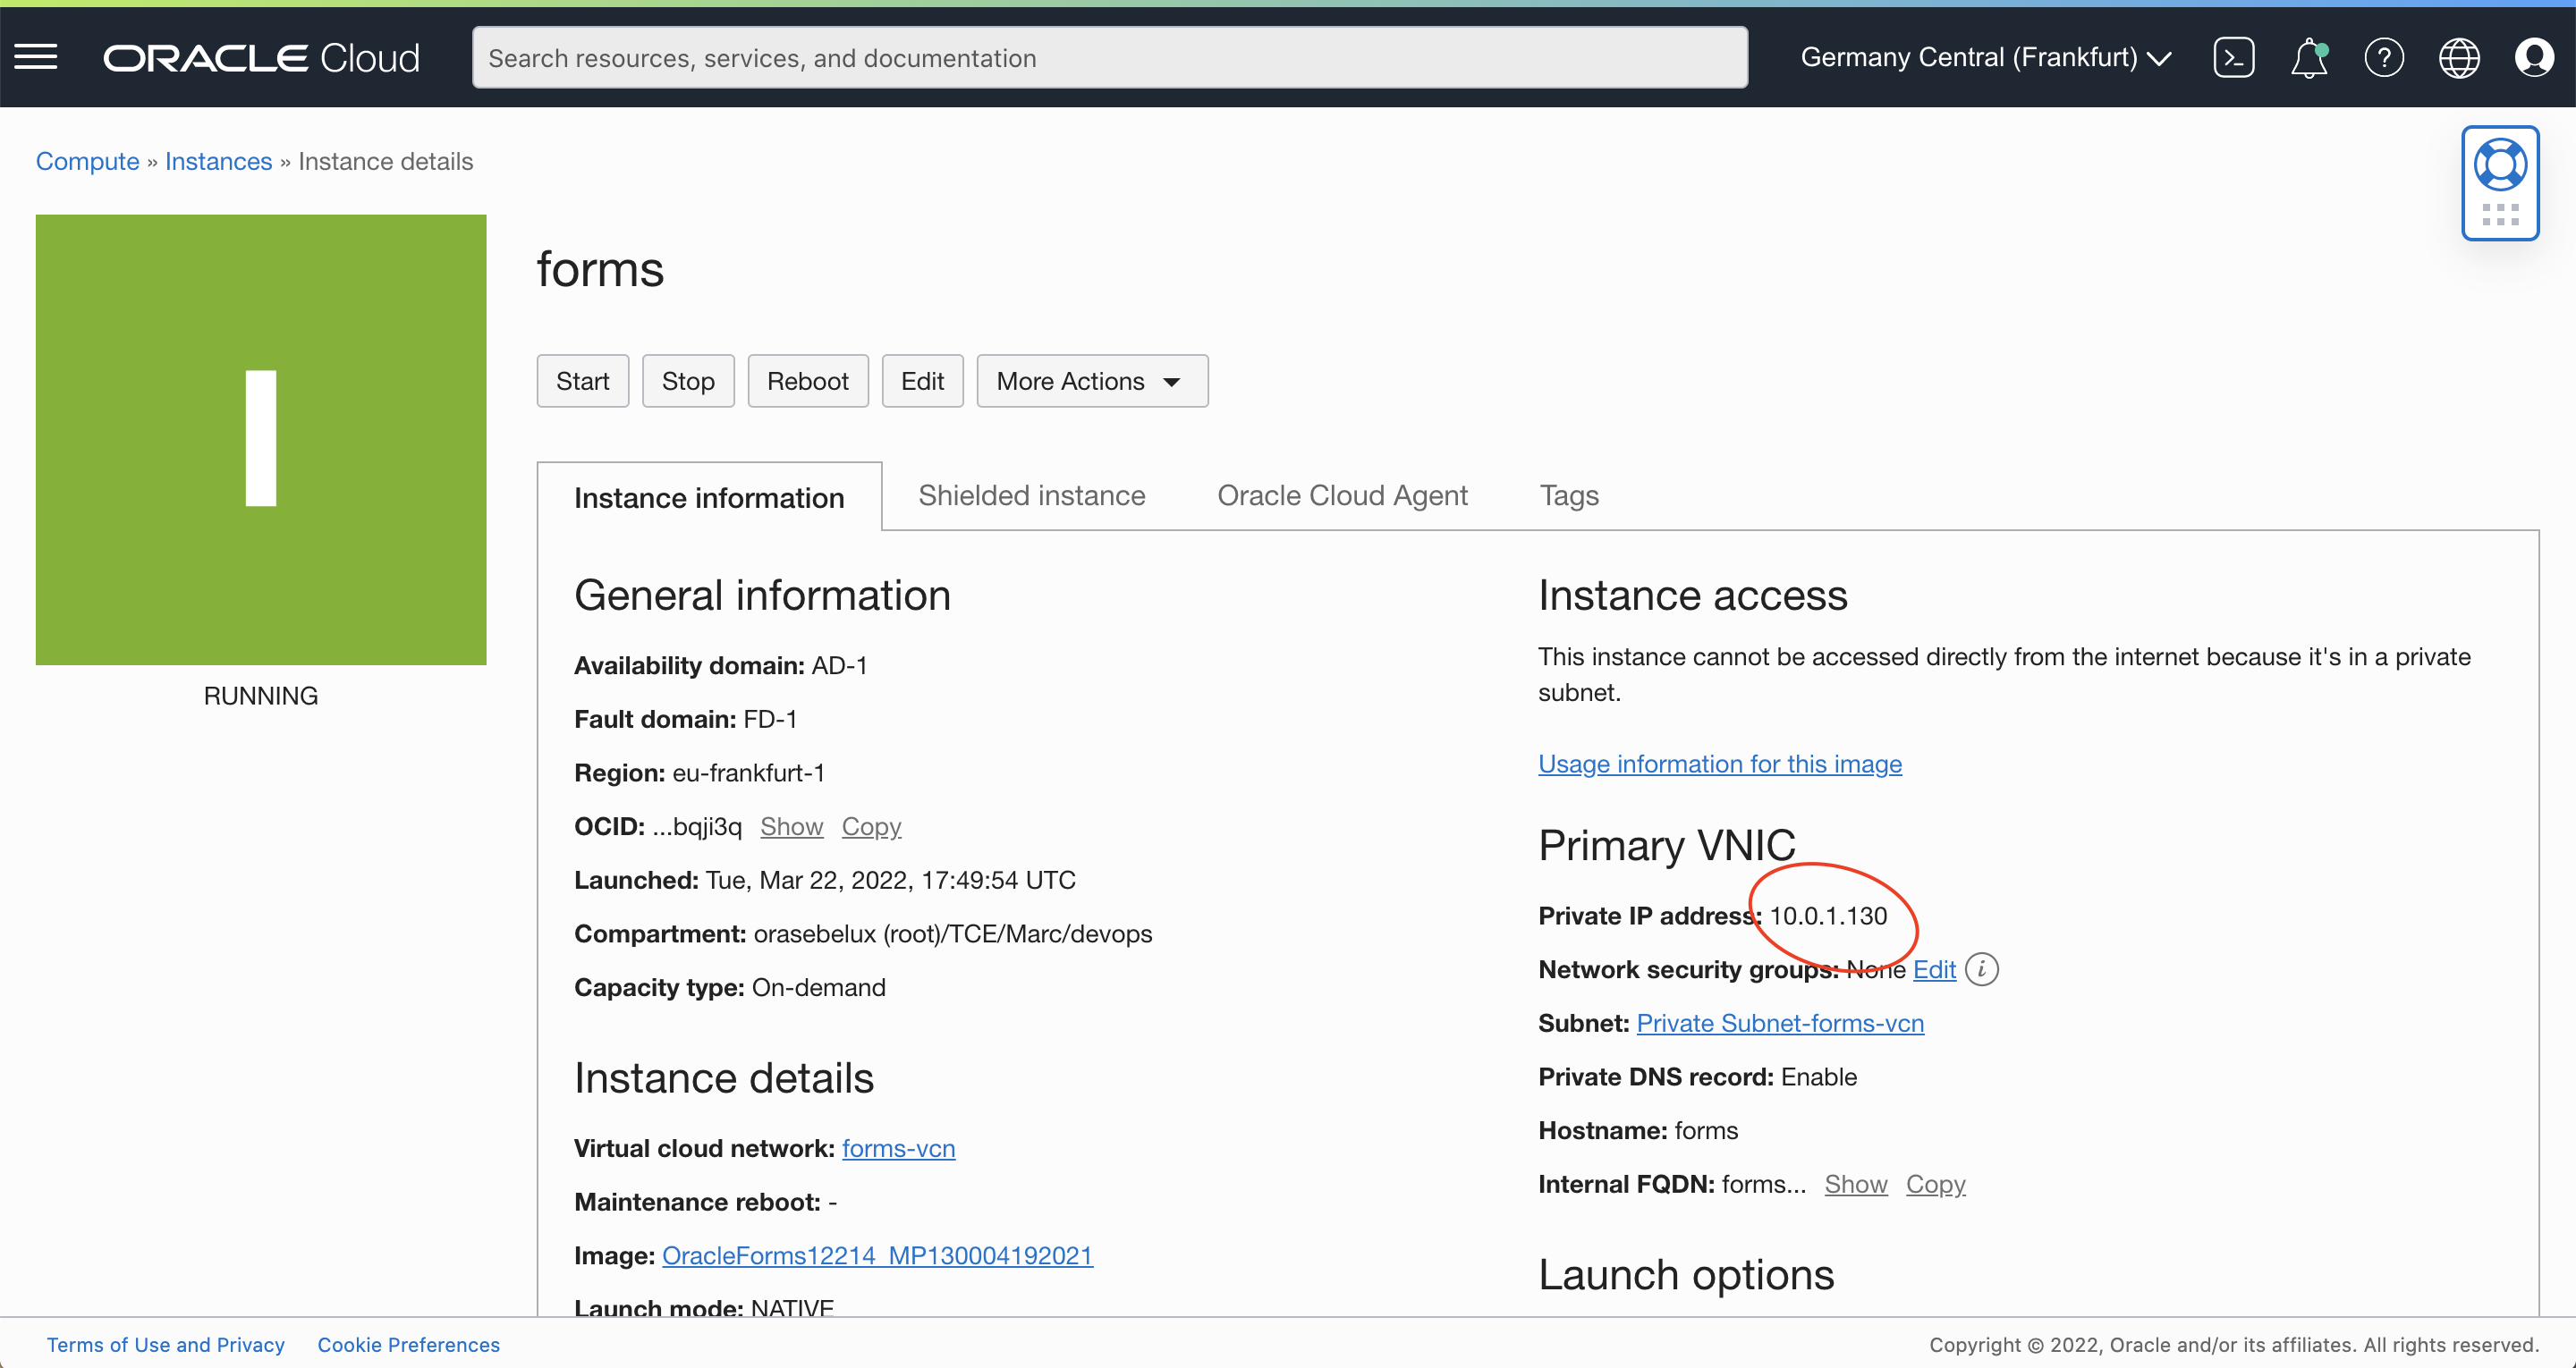 ORACLE Cloud
Search resources, services, and documentation
Germany Central (Frankfurt)
Compute » Instances » Instance details
I
RUNNING
forms
Start
Stop
Reboot
Edit
More Actions
Instance information
Shielded instance
Oracle Cloud Agent
Tags
General information
Availability domain: AD-1
Fault domain: FD-1
Region: eu-frankfurt-1
OCID: ...bqji3q Show Copy
Launched: Tue, Mar 22, 2022, 17:49:54 UTC
Compartment: orasebelux (root)/TCE/Marc/devops
Capacity type: On-demand
Instance details
Virtual cloud network: forms-vcn
Maintenance reboot: -
Image: OracleForms12214_MP130004192021
Launch mode: NATIVE
Instance access
This instance cannot be accessed directly from the internet because it's in a private
subnet.
Usage information for this image
Primary VNIC
Private IP address: 10.0.1.130
Network security groups: None Edit i
Subnet: Private Subnet-forms-vcn
Private DNS record: Enable
Hostname: forms
Internal FQDN: forms... Show Copy
Launch options
Terms of Use and Privacy
Cookie Preferences
Copyright © 2022, Oracle and/or its affiliates. All rights reserved.